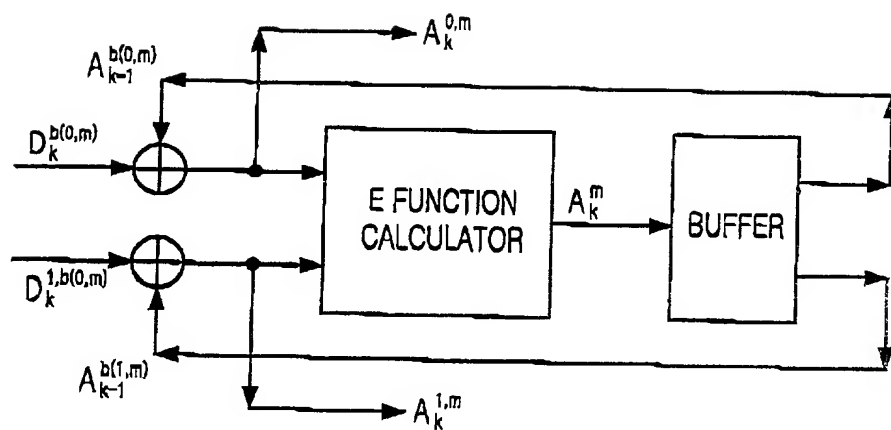 A_k^{0,m}
A_{k-1}^{b(0,m)}
D_k^{b(0,m)}
E FUNCTION
CALCULATOR
A_k^m
BUFFER
D_k^{1,b(0,m)}
A_{k-1}^{b(1,m)}
A_k^{1,m}